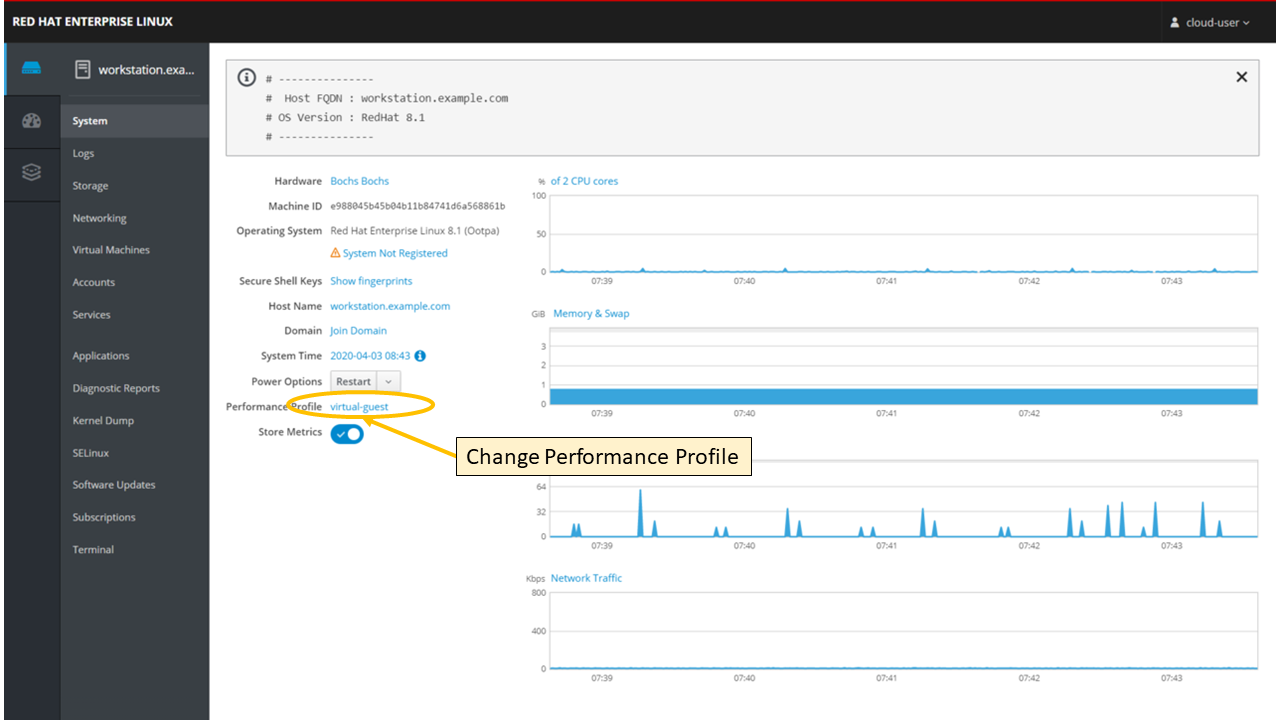 RED HAT ENTERPRISE LINUX
cloud-user
workstation.exa...
System
Logs
Storage
Networking
Virtual Machines
Accounts
Services
Applications
Diagnostic Reports
Kernel Dump
SELinux
Software Updates
Subscriptions
Terminal
# ---------------
# Host FQDN : workstation.example.com
# OS Version : RedHat 8.1
# ---------------
Hardware Bochs Bochs
Machine ID e988045b45b04b11b84741d6a568861b
Operating System Red Hat Enterprise Linux 8.1 (Ootpa)
System Not Registered
Secure Shell Keys Show fingerprints
Host Name workstation.example.com
Domain Join Domain
System Time 2020-04-03 08:43
Power Options Restart
Performance Profile virtual-guest
Store Metrics
Change Performance Profile
% of 2 CPU cores
100
50
0
07:39 07:40 07:41 07:42 07:43
GiB Memory & Swap
3
2
1
0
07:39 07:40 07:41 07:42 07:43
64
32
0
07:39 07:40 07:41 07:42 07:43
Kbps Network Traffic
800
400
0
07:39 07:40 07:41 07:42 07:43